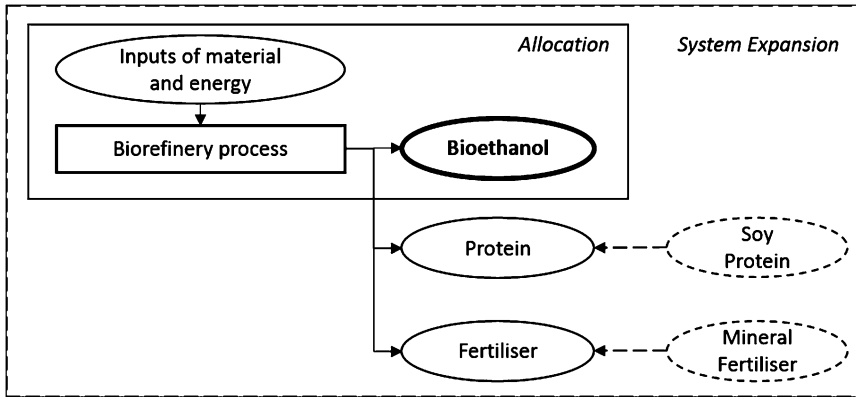 Allocation
System Expansion
Inputs of material
and energy
Biorefinery process
Bioethanol
Protein
Soy
Protein
Fertiliser
Mineral
Fertiliser